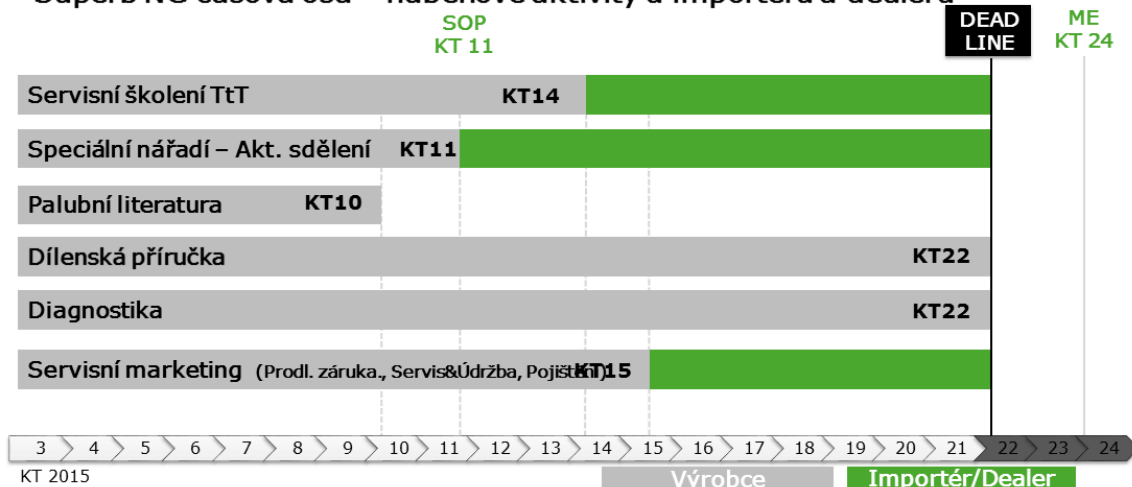 SOP
KT 11
DEAD
LINE
ME
KT 24
Servisní školení TtT KT14
Speciální nářadí – Akt. sdělení KT11
Palubní literatura KT10
Dílenská příručka KT22
Diagnostika KT22
Servisní marketing (Prodl. záruka., Servis&Údržba, KT15
3 4 5 6 7 8 9 10 11 12 13 14 15 16 17 18 19 20 21 22 23 24
KT 2015
Výrobce
Importér/Dealer